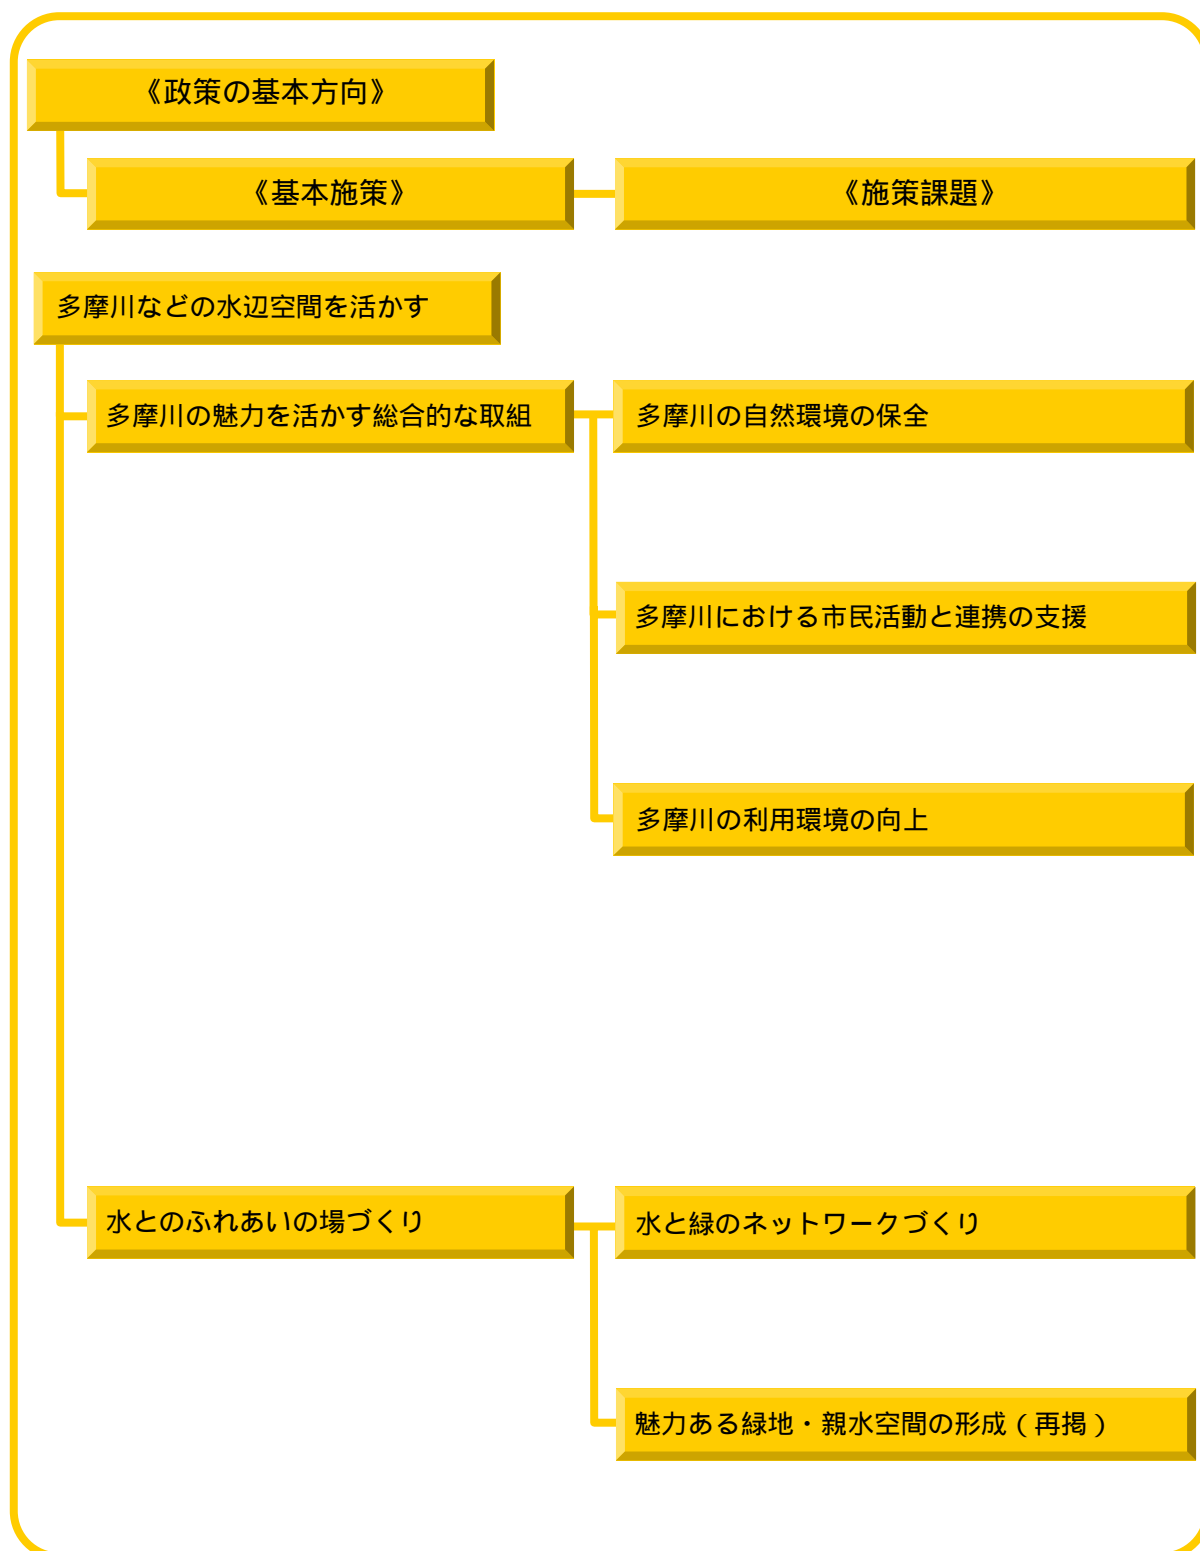 《政策の基本方向》
《基本施策》
《施策課題》
多摩川などの水辺空間を活かす
多摩川の魅力を活かす総合的な取組
多摩川の自然環境の保全
多摩川における市民活動と連携の支援
多摩川の利用環境の向上
水とのふれあいの場づくり
水と緑のネットワークづくり
魅力ある緑地・親水空間の形成(再掲)